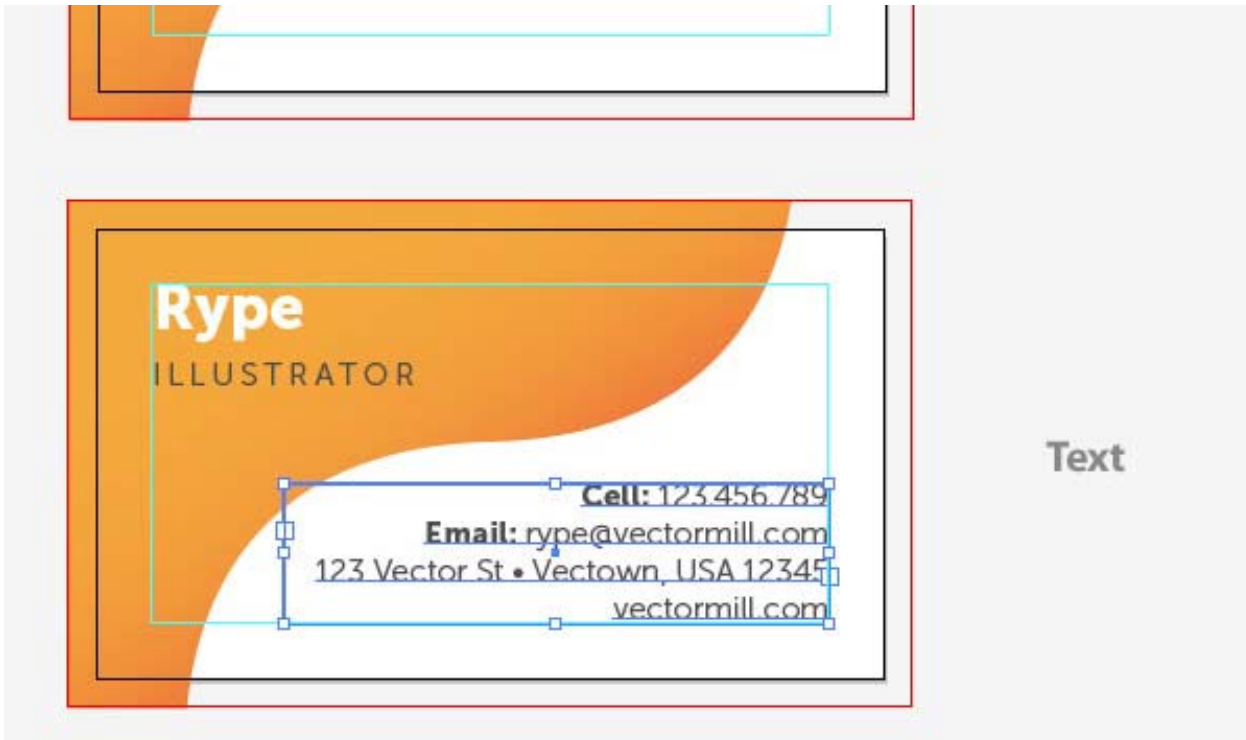 Rype
ILLUSTRATOR
Cell: 123.456.789
Email: rype@vectormill.com
123 Vector St • Vectown, USA 12345
vectormill.com
Text